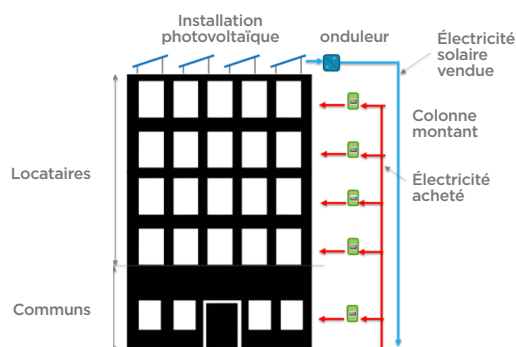 Installation
photovoltaïque
onduleur
Électricité
solaire
vendue
Colonne
montant
Locataires
Électricité
acheté
Communs